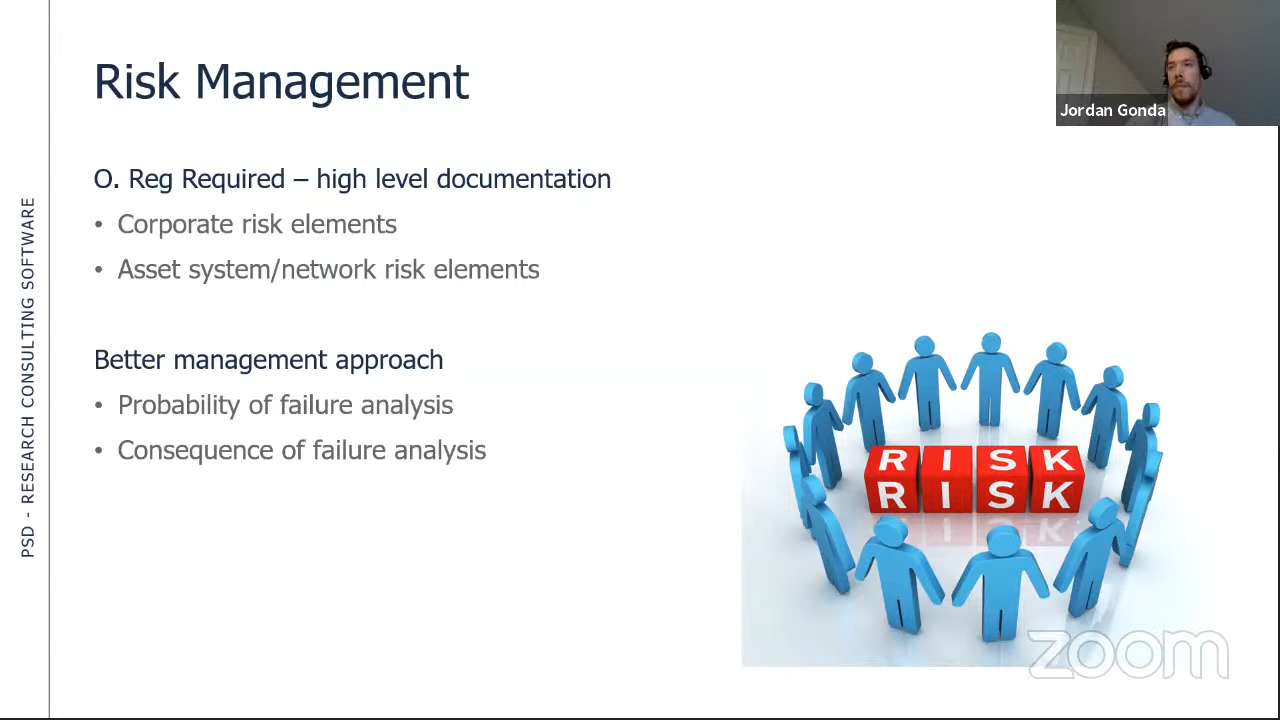 Risk Management
Jordan Gonda
O. Reg Required – high level documentation
• Corporate risk elements
• Asset system/network risk elements
Better management approach
• Probability of failure analysis
• Consequence of failure analysis
PSD - RESEARCH CONSULTING SOFTWARE
RISK
RISK
zoom